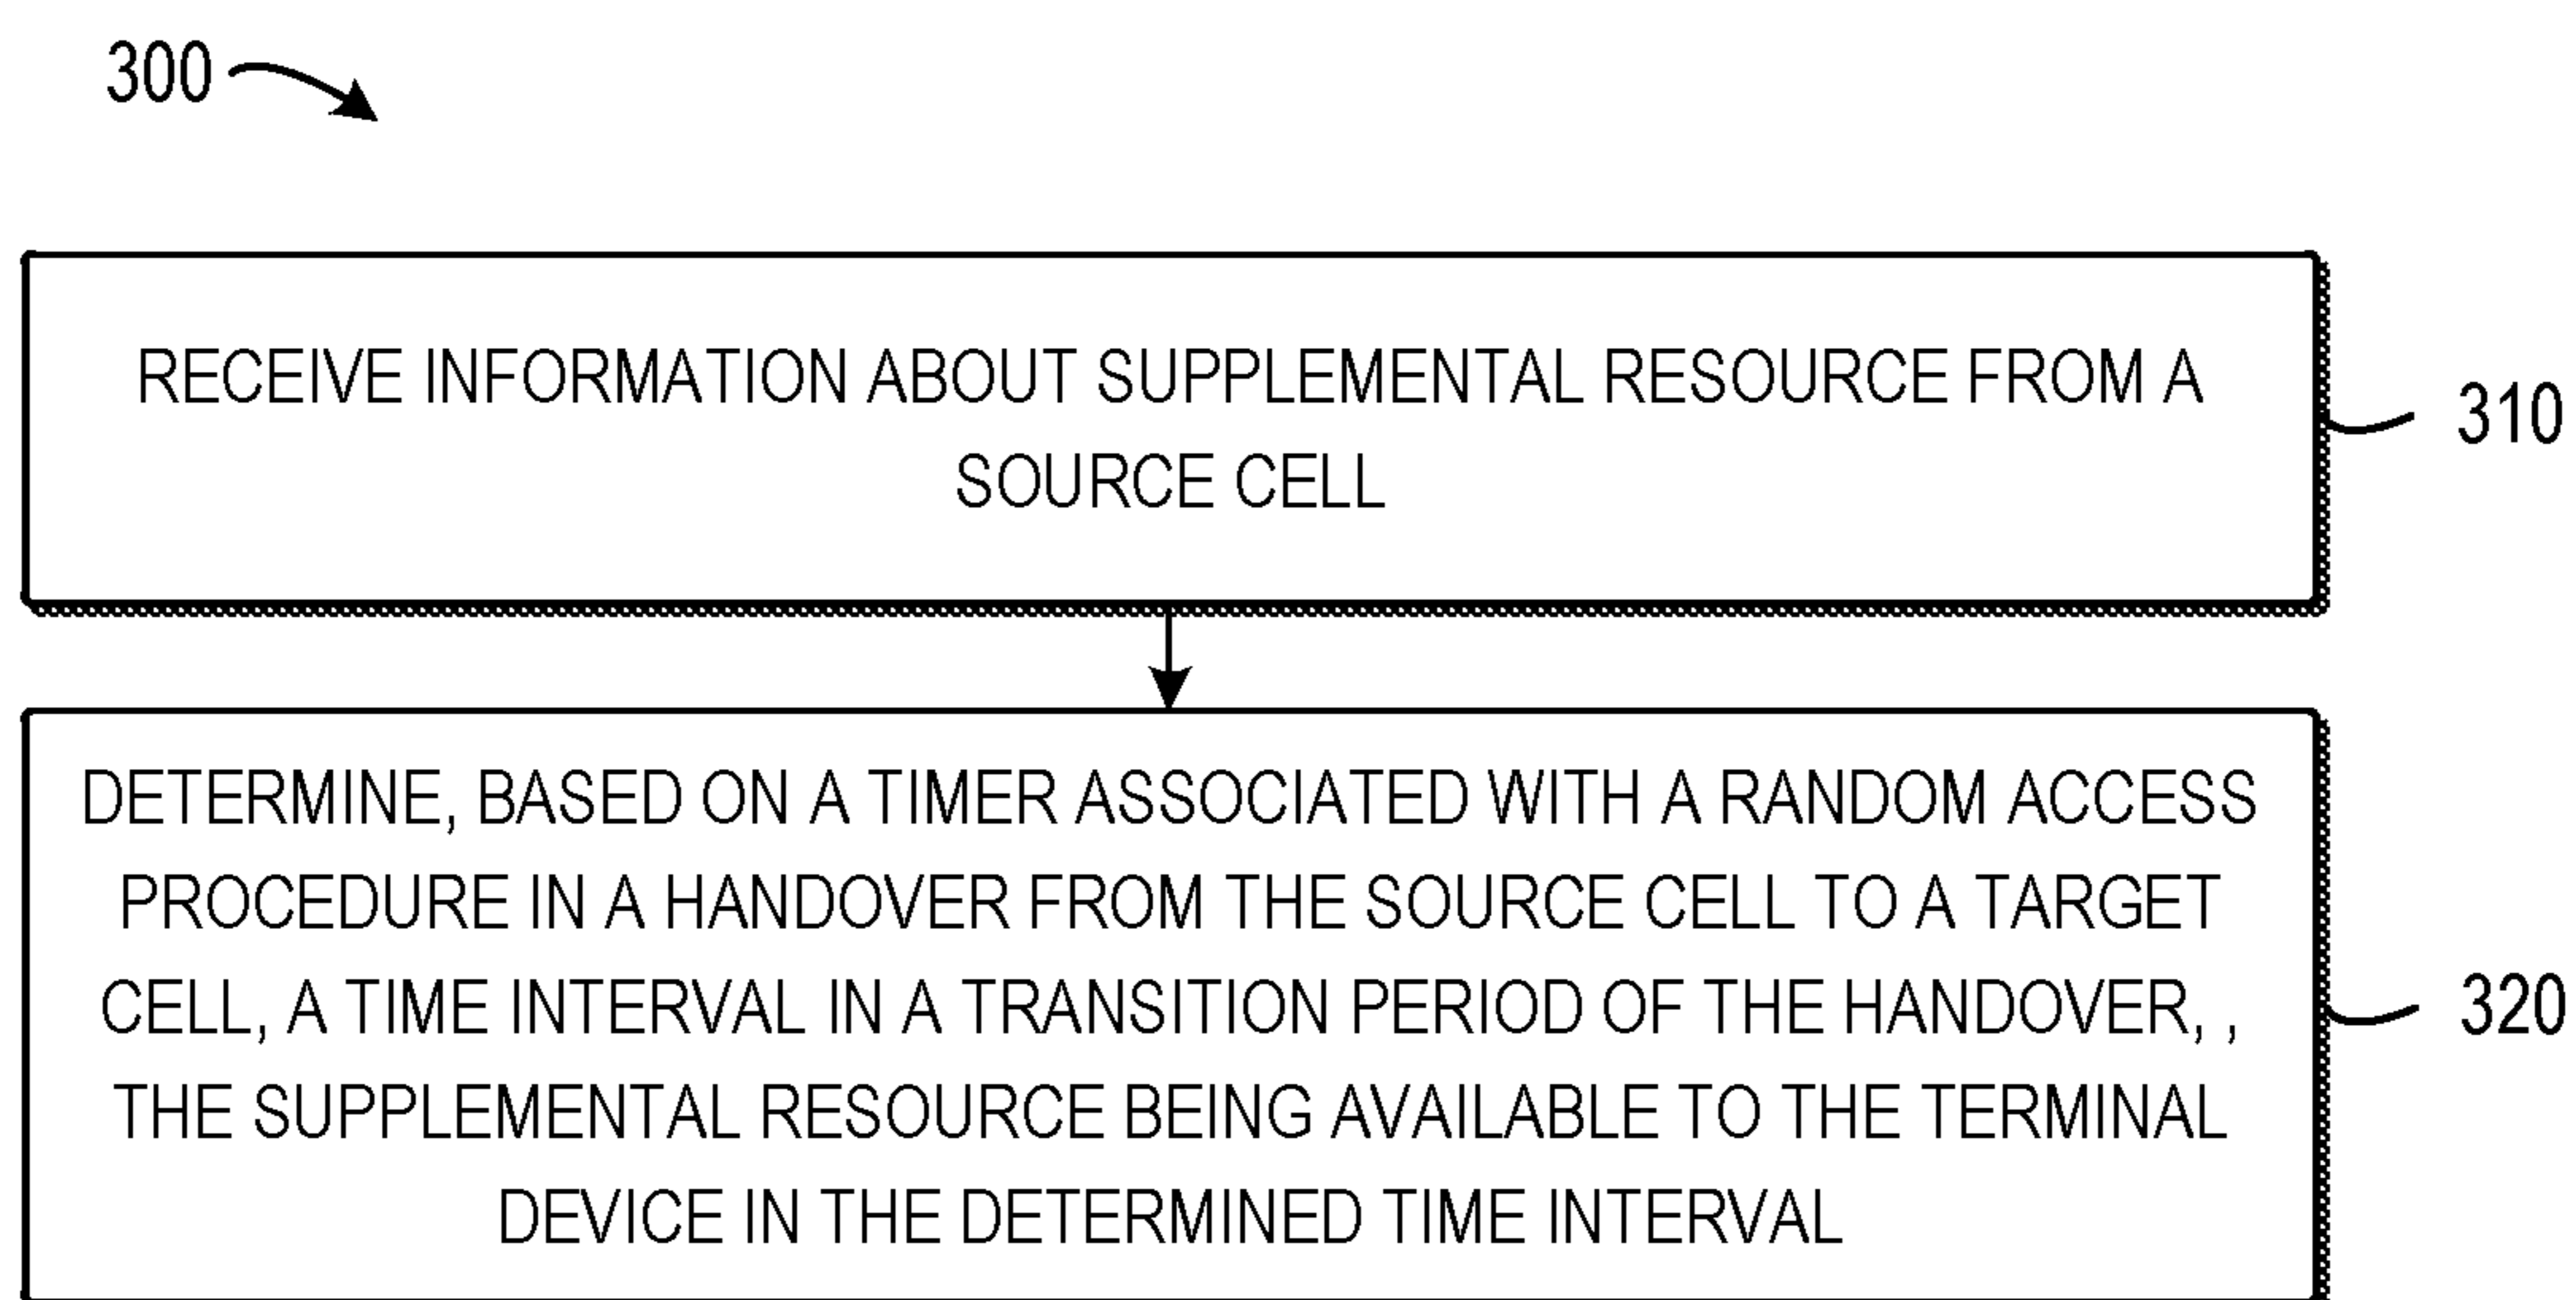 300
RECEIVE INFORMATION ABOUT SUPPLEMENTAL RESOURCE FROM A
SOURCE CELL
310
DETERMINE, BASED ON A TIMER ASSOCIATED WITH A RANDOM ACCESS
PROCEDURE IN A HANDOVER FROM THE SOURCE CELL TO A TARGET
CELL, A TIME INTERVAL IN A TRANSITION PERIOD OF THE HANDOVER, ,
THE SUPPLEMENTAL RESOURCE BEING AVAILABLE TO THE TERMINAL
DEVICE IN THE DETERMINED TIME INTERVAL
320